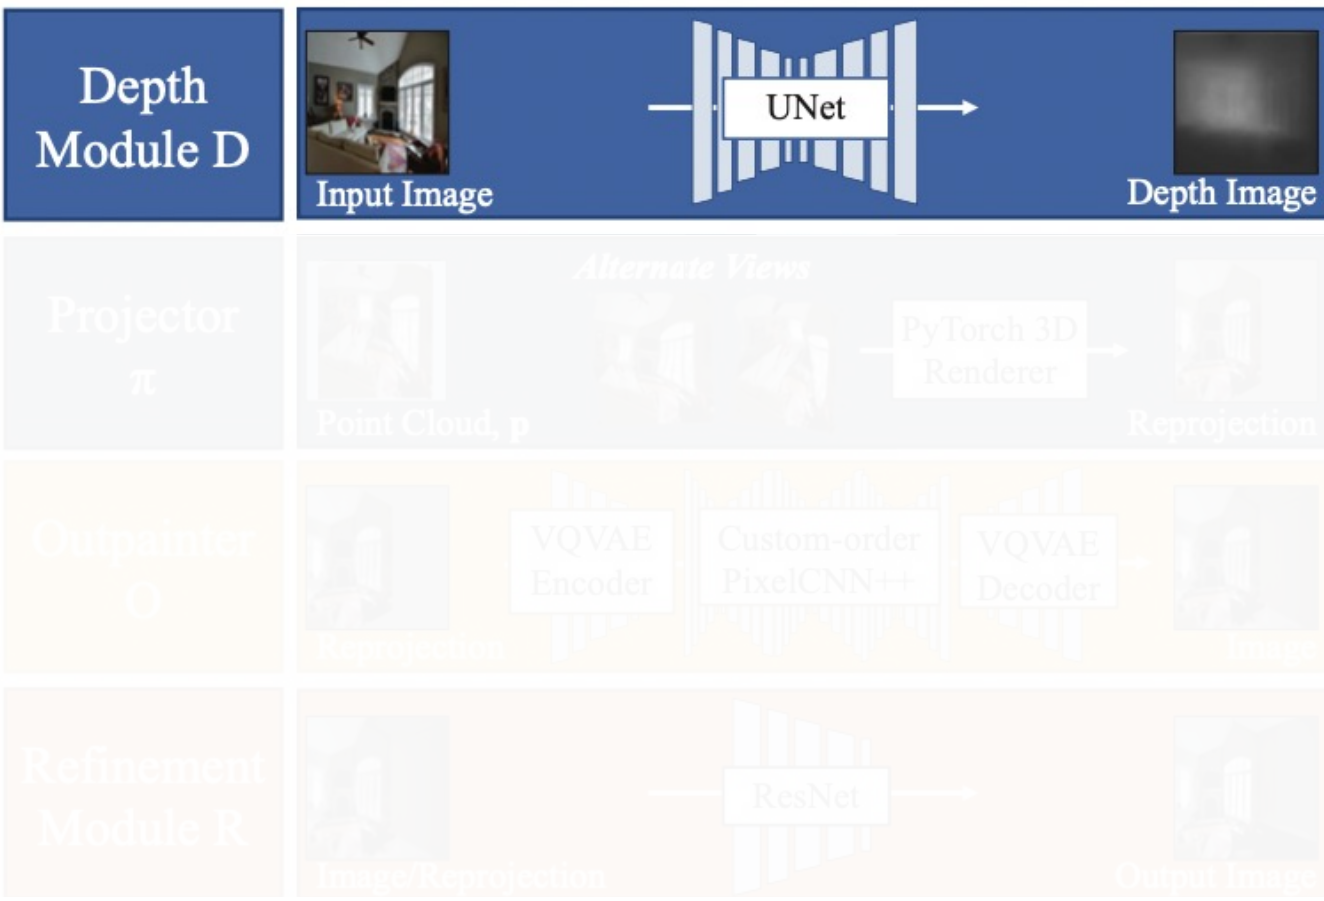 Depth
Module D
Input Image
UNet
Depth Image
Projector
π
Alternate Views
Point Cloud, p
PyTorch 3D
Renderer
Reprojection
Outpainter
O
Reprojection
VQVAE
Encoder
Custom-order
PixelCNN++
VQVAE
Decoder
Image
Refinement
Module R
Image/Reprojection
ResNet
Output Image